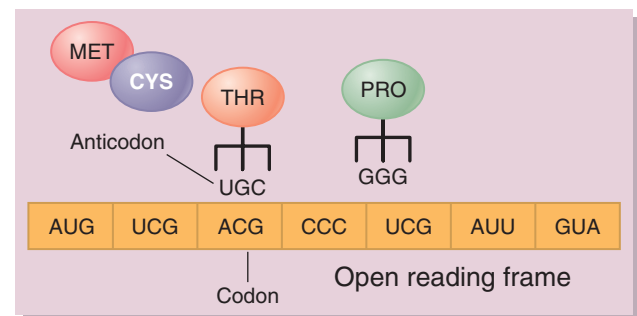 MET
CYS
THR
PRO
Anticodon
UGC
GGG
AUG UCG ACG CCC UCG AUU GUA
Codon
Open reading frame